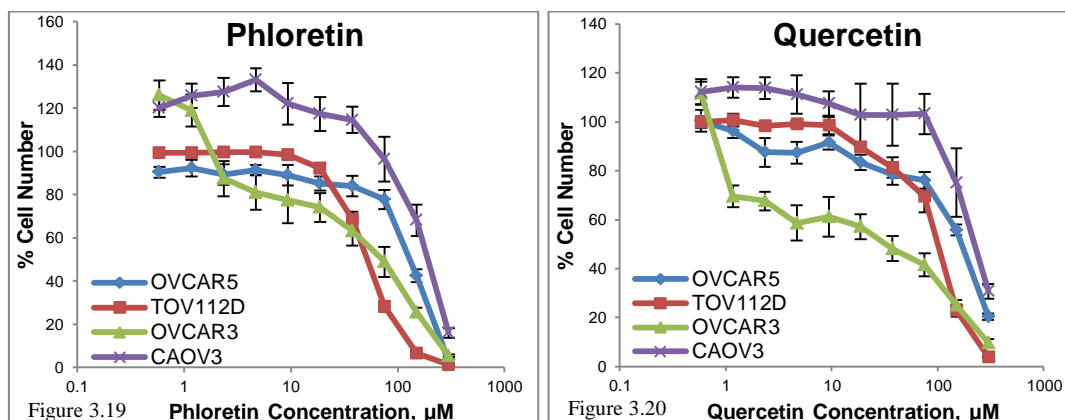 Phloretin
% Cell Number
160
140
120
100
80
60
40
20
0
OVCAR5
TOV112D
OVCAR3
CAOV3
0.1 1 10 100 1000
Figure 3.19 Phloretin Concentration, µM
Quercetin
% Cell Number
140
120
100
80
60
40
20
0
OVCAR5
TOV112D
OVCAR3
CAOV3
0.1 1 10 100 1000
Figure 3.20 Quercetin Concentration, µM